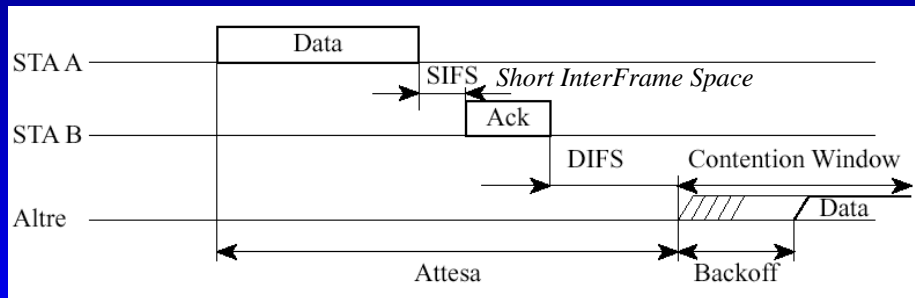 Data
STA A
SIFS Short InterFrame Space
Ack
STA B
DIFS Contention Window
Altre
Data
Attesa
Backoff